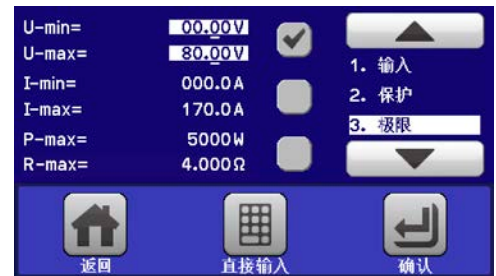 U-min= 00.00V
U-max= 80.00V
I-min= 000.0A
I-max= 170.0A
P-max= 5000W
R-max= 4.000Ω
1. 输入
2. 保护
3. 极限
返回 直接输入 确认